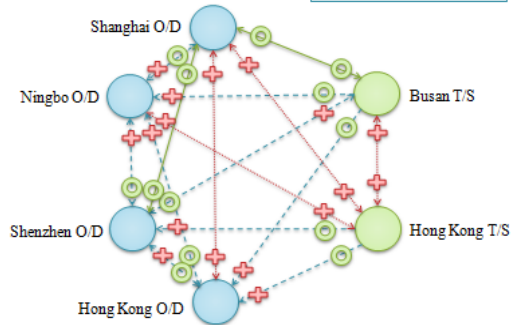 Shanghai O/D
Ningbo O/D
Busan T/S
Shenzhen O/D
Hong Kong T/S
Hong Kong O/D